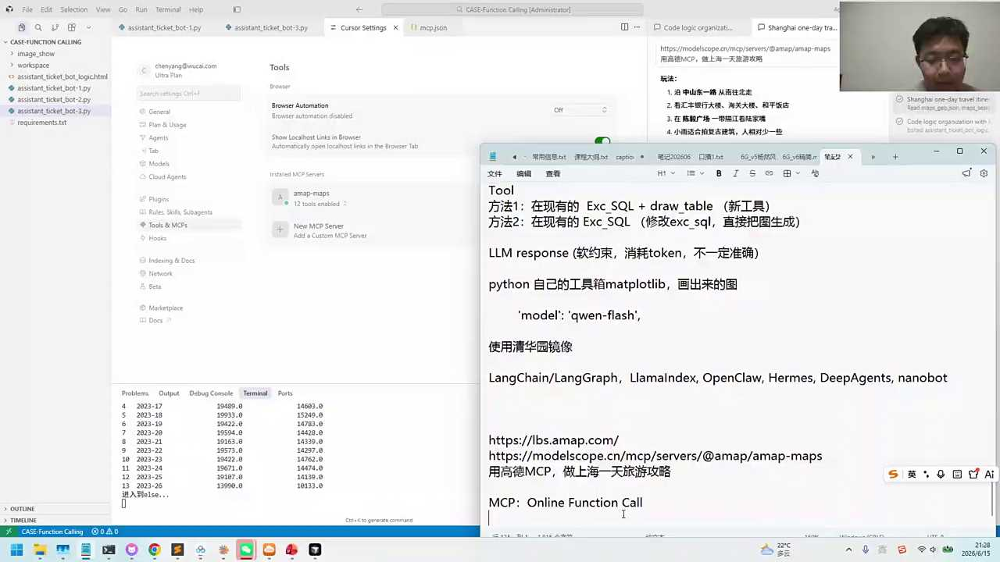 File Edit Selection View Go Run Terminal Help
CASE-Function Calling [Administrator]
CASE-FUNCTION CALLING
image_show
workspace
assistant_ticket_bot_logic.html
assistant_ticket_bot-1.py
assistant_ticket_bot-2.py
assistant_ticket_bot-3.py
requirements.txt
OUTLINE
TIMELINE
assistant_ticket_bot-1.py assistant_ticket_bot-3.py Cursor Settings mcp.json
chenyang@wucai.com
Ultra Plan
Search settings Ctrl+F
General
Plan & Usage
Agents
Tab
Models
Cloud Agents
Plugins
Rules, Skills, Subagents
Tools & MCPs
Hooks
Indexing & Docs
Network
Beta
Marketplace
Docs
Tools
Browser
Browser Automation
Browser automation disabled
Off
Show Localhost Links in Browser
Automatically open localhost links in the Browser Tab
Installed MCP Servers
A
amap-maps
12 tools enabled
New MCP Server
Add a Custom MCP Server
Problems Output Debug Console Terminal Ports
4 2023-17 19489.0 14603.0
5 2023-18 19933.0 15249.0
6 2023-19 19422.0 14783.0
7 2023-20 19594.0 14428.0
8 2023-21 19163.0 14339.0
9 2023-22 19573.0 14297.0
10 2023-23 19422.0 14762.0
11 2023-24 19671.0 14474.0
12 2023-25 19107.0 14139.0
13 2023-26 13990.0 10133.0
进入到else...
Ctrl+K to generate command
Code logic organizati... Shanghai one-day tra...
https://modelscope.cn/mcp/servers/@amap/amap-maps
用高德MCP，做上海一天旅游攻略
玩法：
1. 沿 中山东一路 从南往北走
2. 看汇丰银行大楼、海关大楼、和平饭店
3. 在 陈毅广场 一带隔江看陆家嘴
4. 小雨适合拍复古建筑，人相对少一些
Shanghai one-day travel itine...
Read maps_geo.json, maps_sea...
Code logic organization with
Edited assistant_ticket_bot_logic...
常用信息.txt 课程大纲.txt captio 笔记202606 口播1.txt 笔记2
文件 编辑 查看 H1
Tool
方法1：在现有的 Exc_SQL + draw_table （新工具）
方法2：在现有的 Exc_SQL （修改exc_sql，直接把图生成）
LLM response (软约束，消耗token，不一定准确）
python 自己的工具箱matplotlib，画出来的图
'model': 'qwen-flash',
使用清华园镜像
LangChain/LangGraph，LlamaIndex, OpenClaw, Hermes, DeepAgents, nanobot
https://lbs.amap.com/
https://modelscope.cn/mcp/servers/@amap/amap-maps
用高德MCP，做上海一天旅游攻略
MCP：Online Function Call
英
CASE-Function Calling 0 0
22°C
多云
21:28
2026/6/15